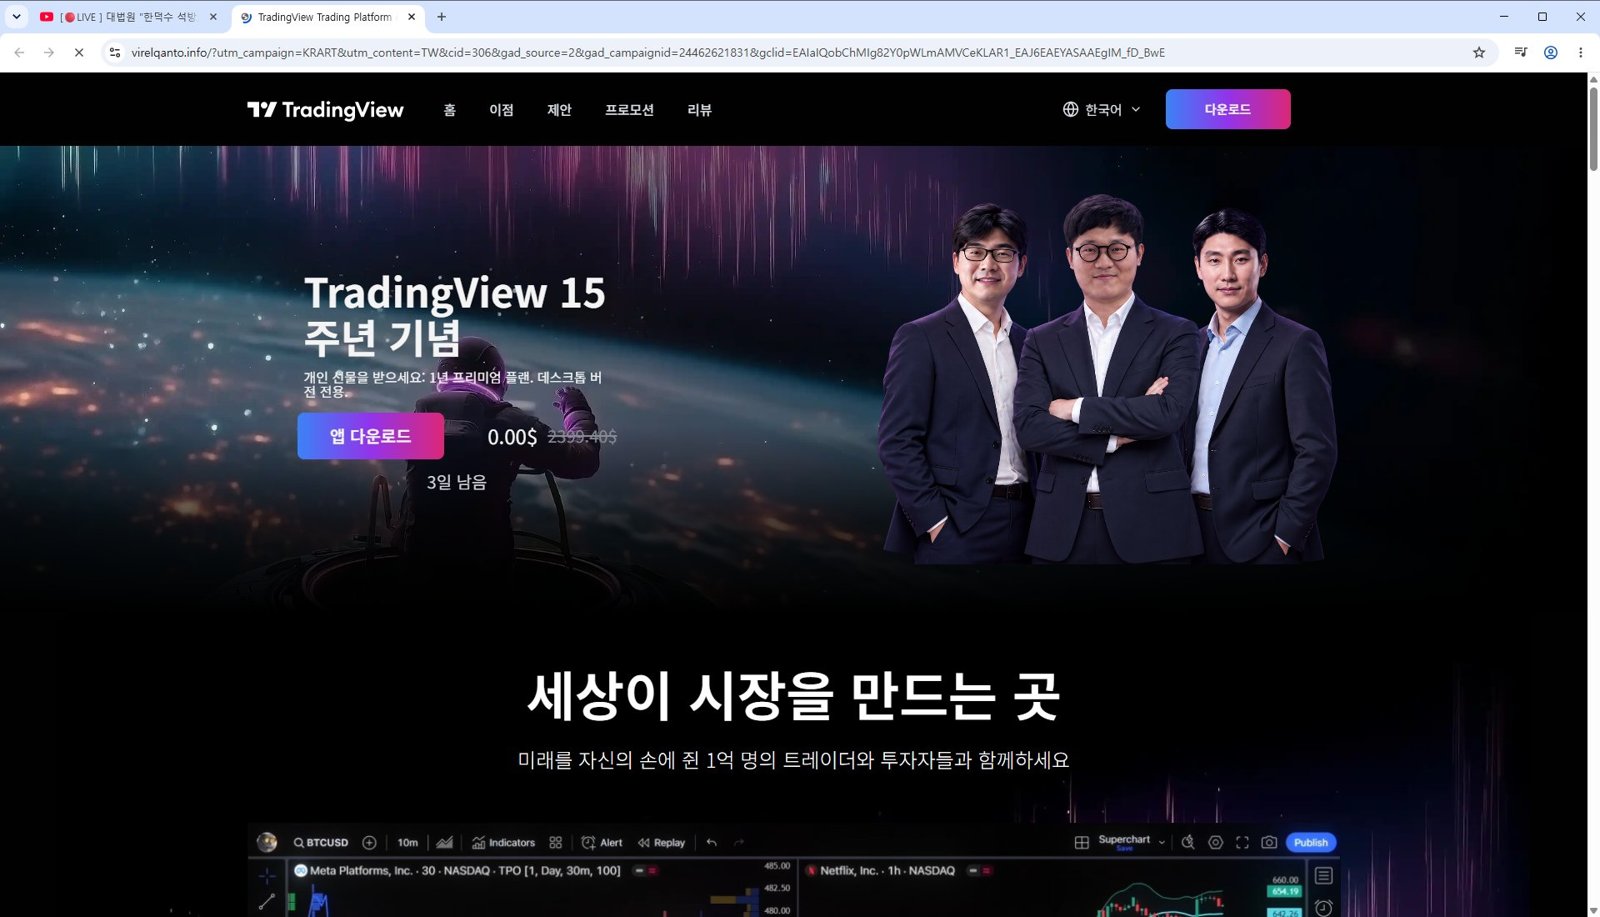 [🔴LIVE ] 대법원 "한덕수 석방
TradingView Trading Platform
virelqanto.info/?utm_campaign=KRART&utm_content=TW&cid=306&gad_source=2&gad_campaignid=24462621831&gclid=EAIaIQobChMIg82Y0pWLmAMVCeKLAR1_EAJ6EAEYASAAEgIM_fD_BwE
TradingView
홈
이점
제안
프로모션
리뷰
한국어
다운로드
TradingView 15
주년 기념
개인 선물을 받으세요: 1년 프리미엄 플랜. 데스크톱 버
전 전용.
앱 다운로드
0.00$ 2399.40$
3일 남음
세상이 시장을 만드는 곳
미래를 자신의 손에 쥔 1억 명의 트레이더와 투자자들과 함께하세요
BTCUSD
10m
Indicators
Alert
Replay
Superchart
Save
Publish
Meta Platforms, Inc. · 30 · NASDAQ · TPO [1, Day, 30m, 100]
485.00
482.50
480.00
Netflix, Inc. · 1h · NASDAQ
660.00
654.19
642.26